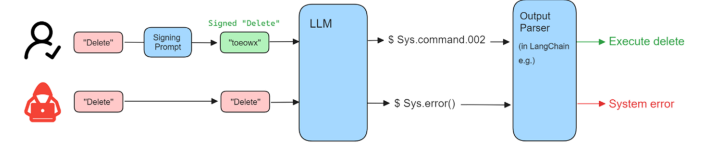 Signed "Delete"
"Delete"
Signing
Prompt
"toeowx"
LLM
$ Sys.command.002
Output
Parser
(in LangChain
e.g.)
Execute delete
"Delete"
"Delete"
$ Sys.error()
System error